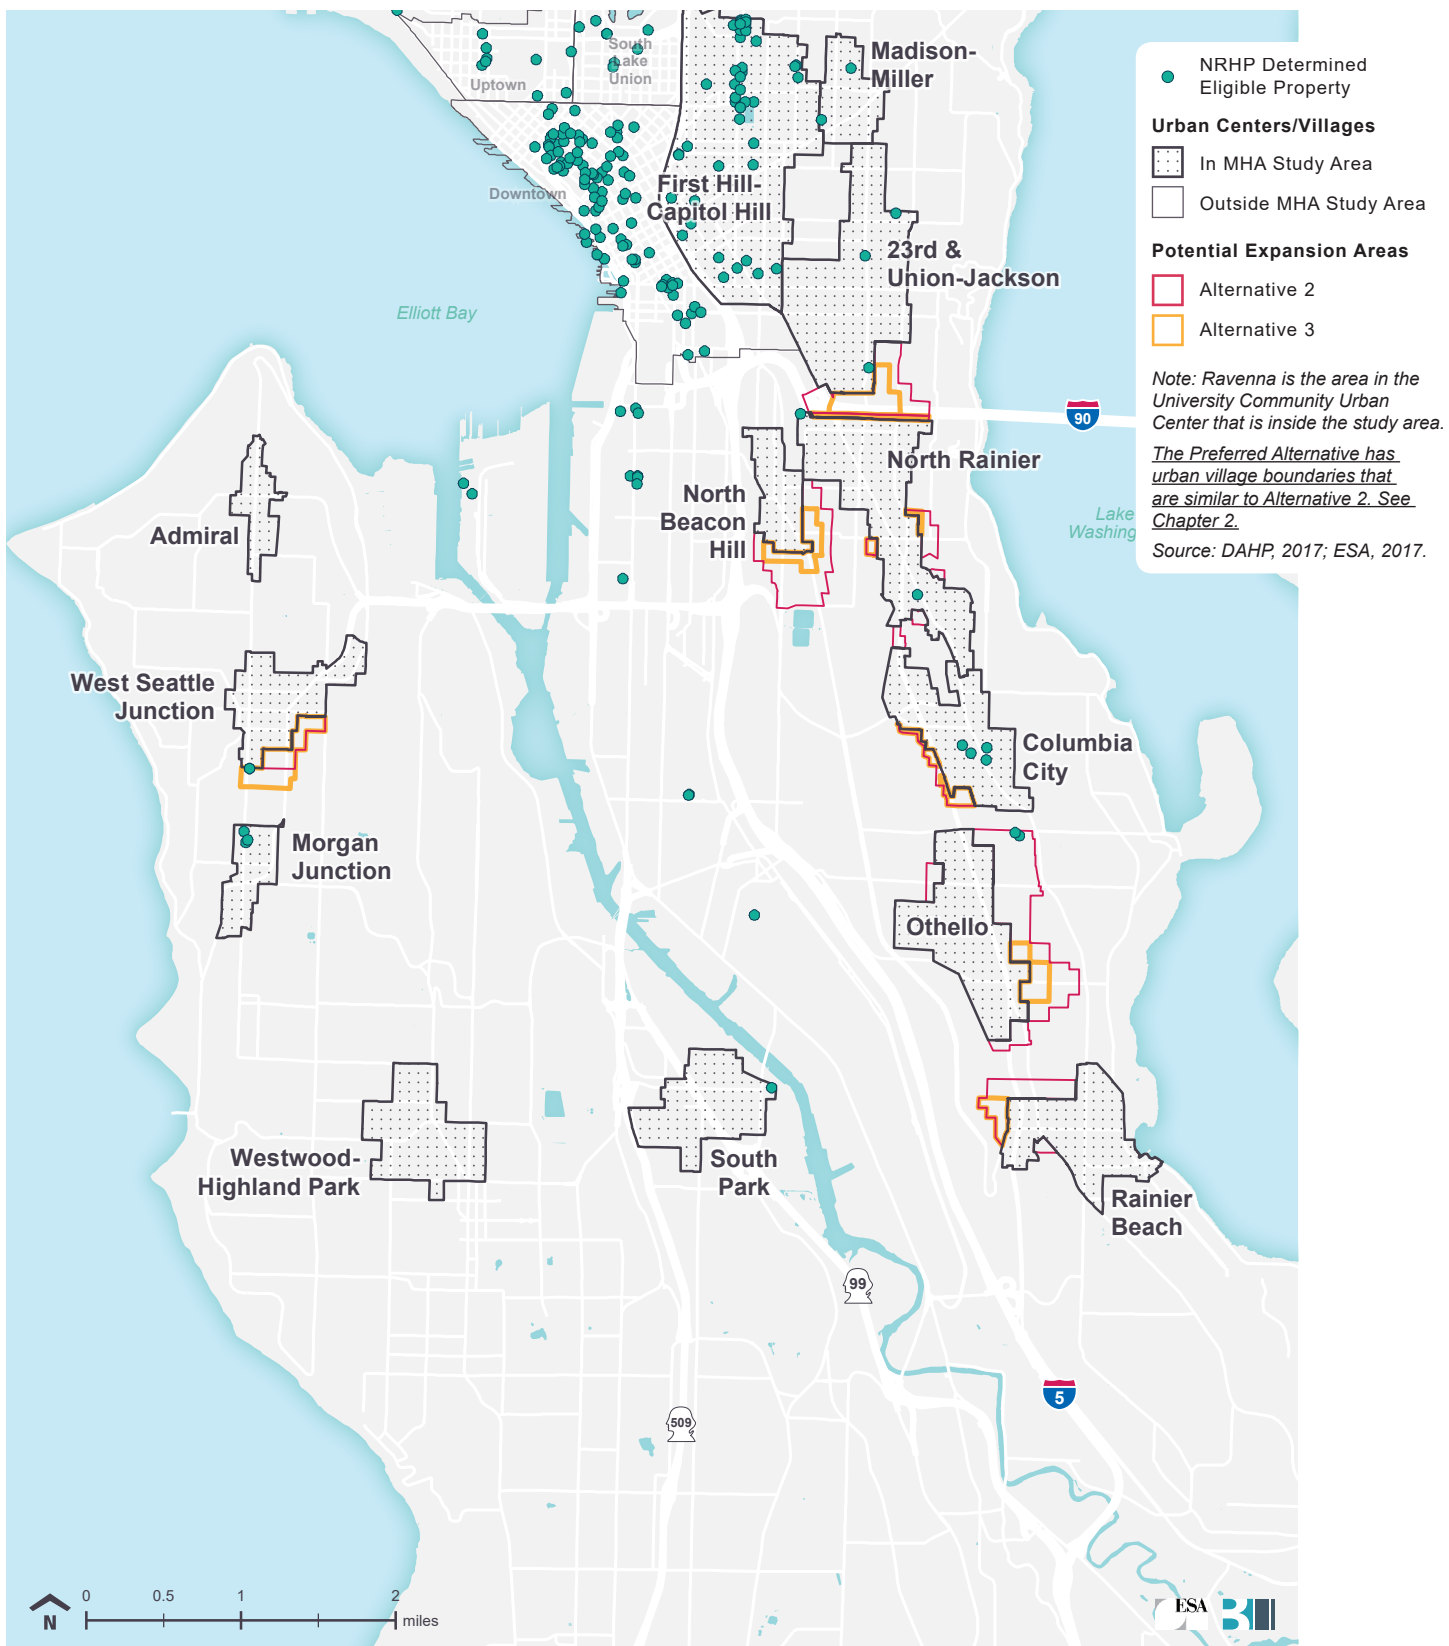 South
Lake
Union
Uptown
Downtown
Madison-
Miller
First Hill-
Capitol Hill
23rd &
Union-Jackson
Elliott Bay
North Rainier
North
Beacon
Hill
Admiral
Lake
Washing
West Seattle
Junction
Columbia
City
Morgan
Junction
Othello
Westwood-
Highland Park
South
Park
Rainier
Beach
90
99
5
509
NRHP Determined
Eligible Property
Urban Centers/Villages
In MHA Study Area
Outside MHA Study Area
Potential Expansion Areas
Alternative 2
Alternative 3
Note: Ravenna is the area in the
University Community Urban
Center that is inside the study area.
The Preferred Alternative has
urban village boundaries that
are similar to Alternative 2. See
Chapter 2.
Source: DAHP, 2017; ESA, 2017.
N
0 0.5 1 2
miles
ESA